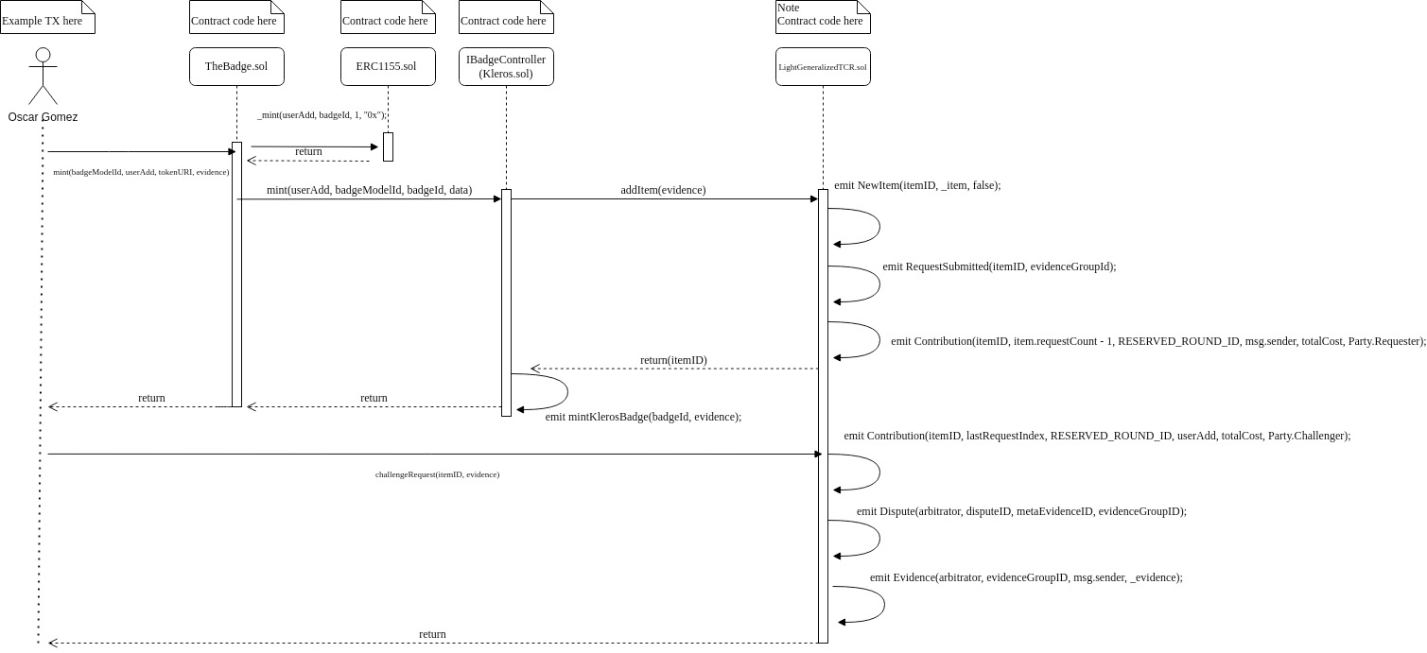 Example TX here
Contract code here
Contract code here
Contract code here
Note
Contract code here
TheBadge.sol
ERC1155.sol
IBadgeController
(Kleros.sol)
LightGeneralizedTCR.sol
Oscar Gomez
_mint(userAdd, badgeId, 1, "0x");
return
mint(badgeModelId, userAdd, tokenURI, evidence)
mint(userAdd, badgeModelId, badgeId, data)
addItem(evidence)
emit NewItem(itemID, _item, false);
emit RequestSubmitted(itemID, evidenceGroupId);
emit Contribution(itemID, item.requestCount - 1, RESERVED_ROUND_ID, msg.sender, totalCost, Party.Requester);
return(itemID)
return
return
emit mintKlerosBadge(badgeId, evidence);
emit Contribution(itemID, lastRequestIndex, RESERVED_ROUND_ID, userAdd, totalCost, Party.Challenger);
challengeRequest(itemID, evidence)
emit Dispute(arbitrator, disputeID, metaEvidenceID, evidenceGroupID);
emit Evidence(arbitrator, evidenceGroupID, msg.sender, _evidence);
return